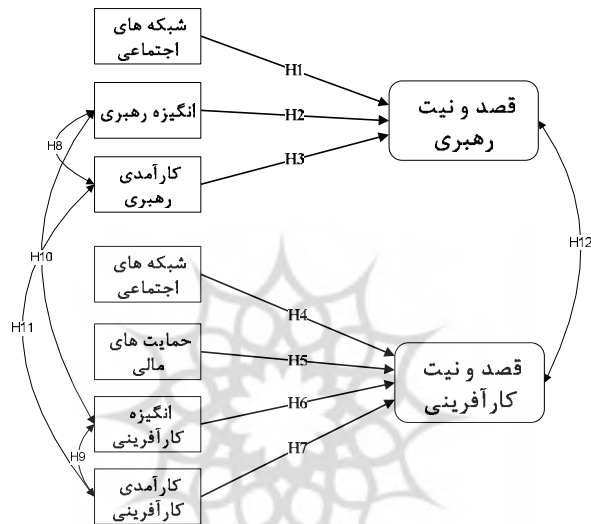 شبکه های
اجتماعی
H1
قصد و نیت
رهبری
انگیزه رهبری
H2
H8
H3
کارآمدی
رهبری
H10
H12
شبکه های
اجتماعی
H4
H11
حمایت های
مالی
H5
قصد و نیت
کارآفرینی
انگیزه
کارآفرینی
H6
H9
H7
کارآمدی
کارآفرینی